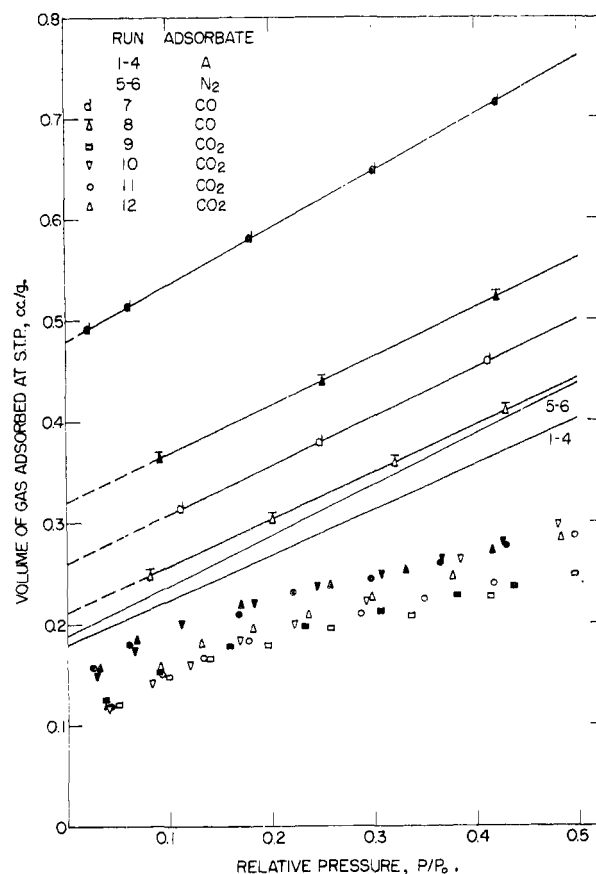 RUN ADSORBATE
1-4 A
5-6 N2
7 CO
8 CO
9 CO2
10 CO2
11 CO2
12 CO2
0.8
0.7
0.6
0.5
0.4
0.3
0.2
0.1
0
VOLUME OF GAS ADSORBED AT S.T.P., cc./g.
5-6
1-4
0.1 0.2 0.3 0.4 0.5
RELATIVE PRESSURE, P/Po.